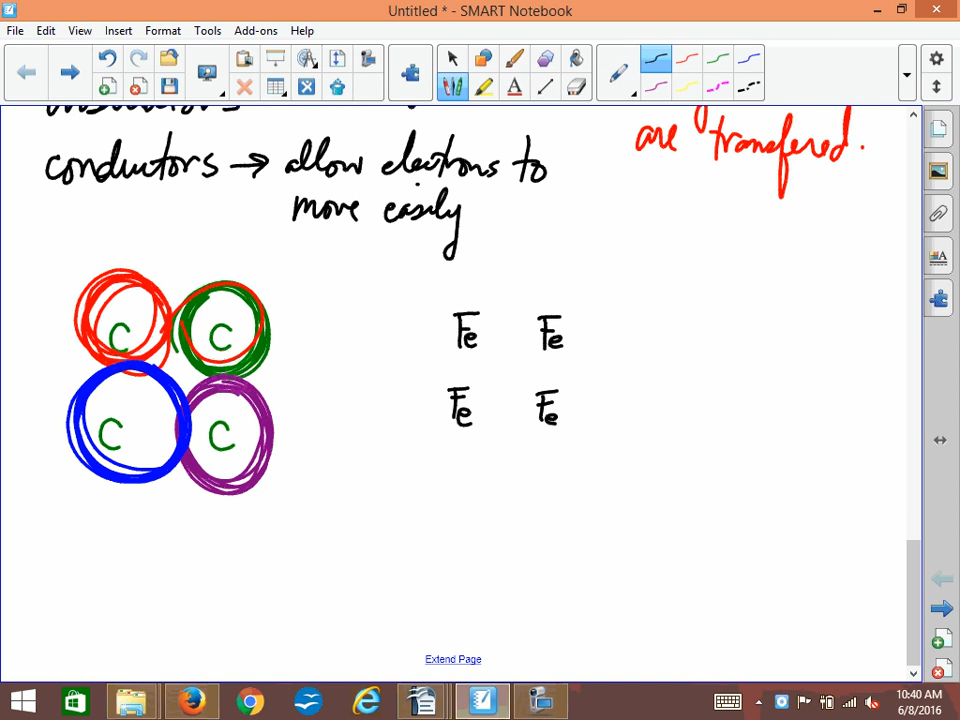 Untitled * - SMART Notebook
File Edit View Insert Format Tools Add-ons Help
are transfered.
conductors → allow electrons to
move easily
C C
Fe Fe
C C
Fe Fe
Extend Page
10:40 AM
6/8/2016